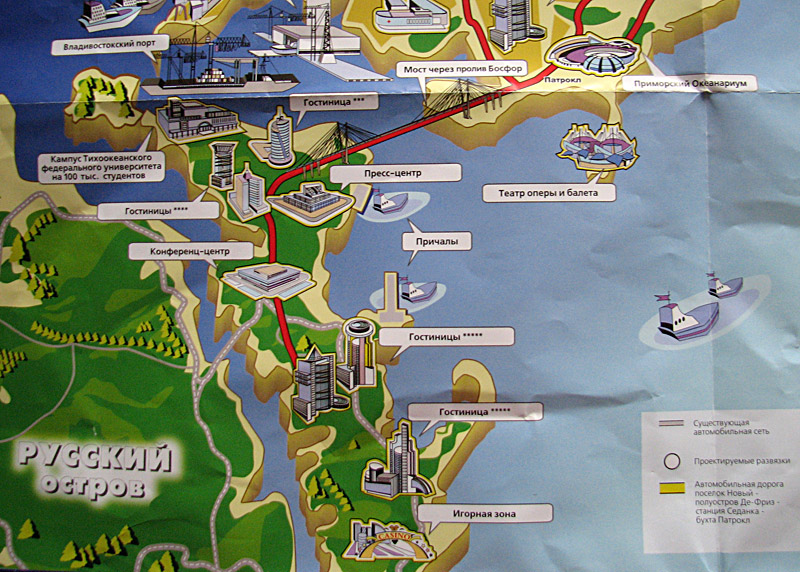 Владивостокский порт
Мост через пролив Босфор
Патрокл
Приморский Океанариум
Гостиница ***
Кампус Тихоокеанского
федерального университета
на 100 тыс. студентов
Пресс-центр
Театр оперы и балета
Гостиницы ****
Причалы
Конференц-центр
Гостиницы *****
Гостиница *****
РУССКИЙ
остров
Игорная зона
CASINO
Существующая
автомобильная сеть
Проектируемые развязки
Автомобильная дорога
поселок Новый -
полуостров Де-Фриз -
станция Седанка -
бухта Патрокл